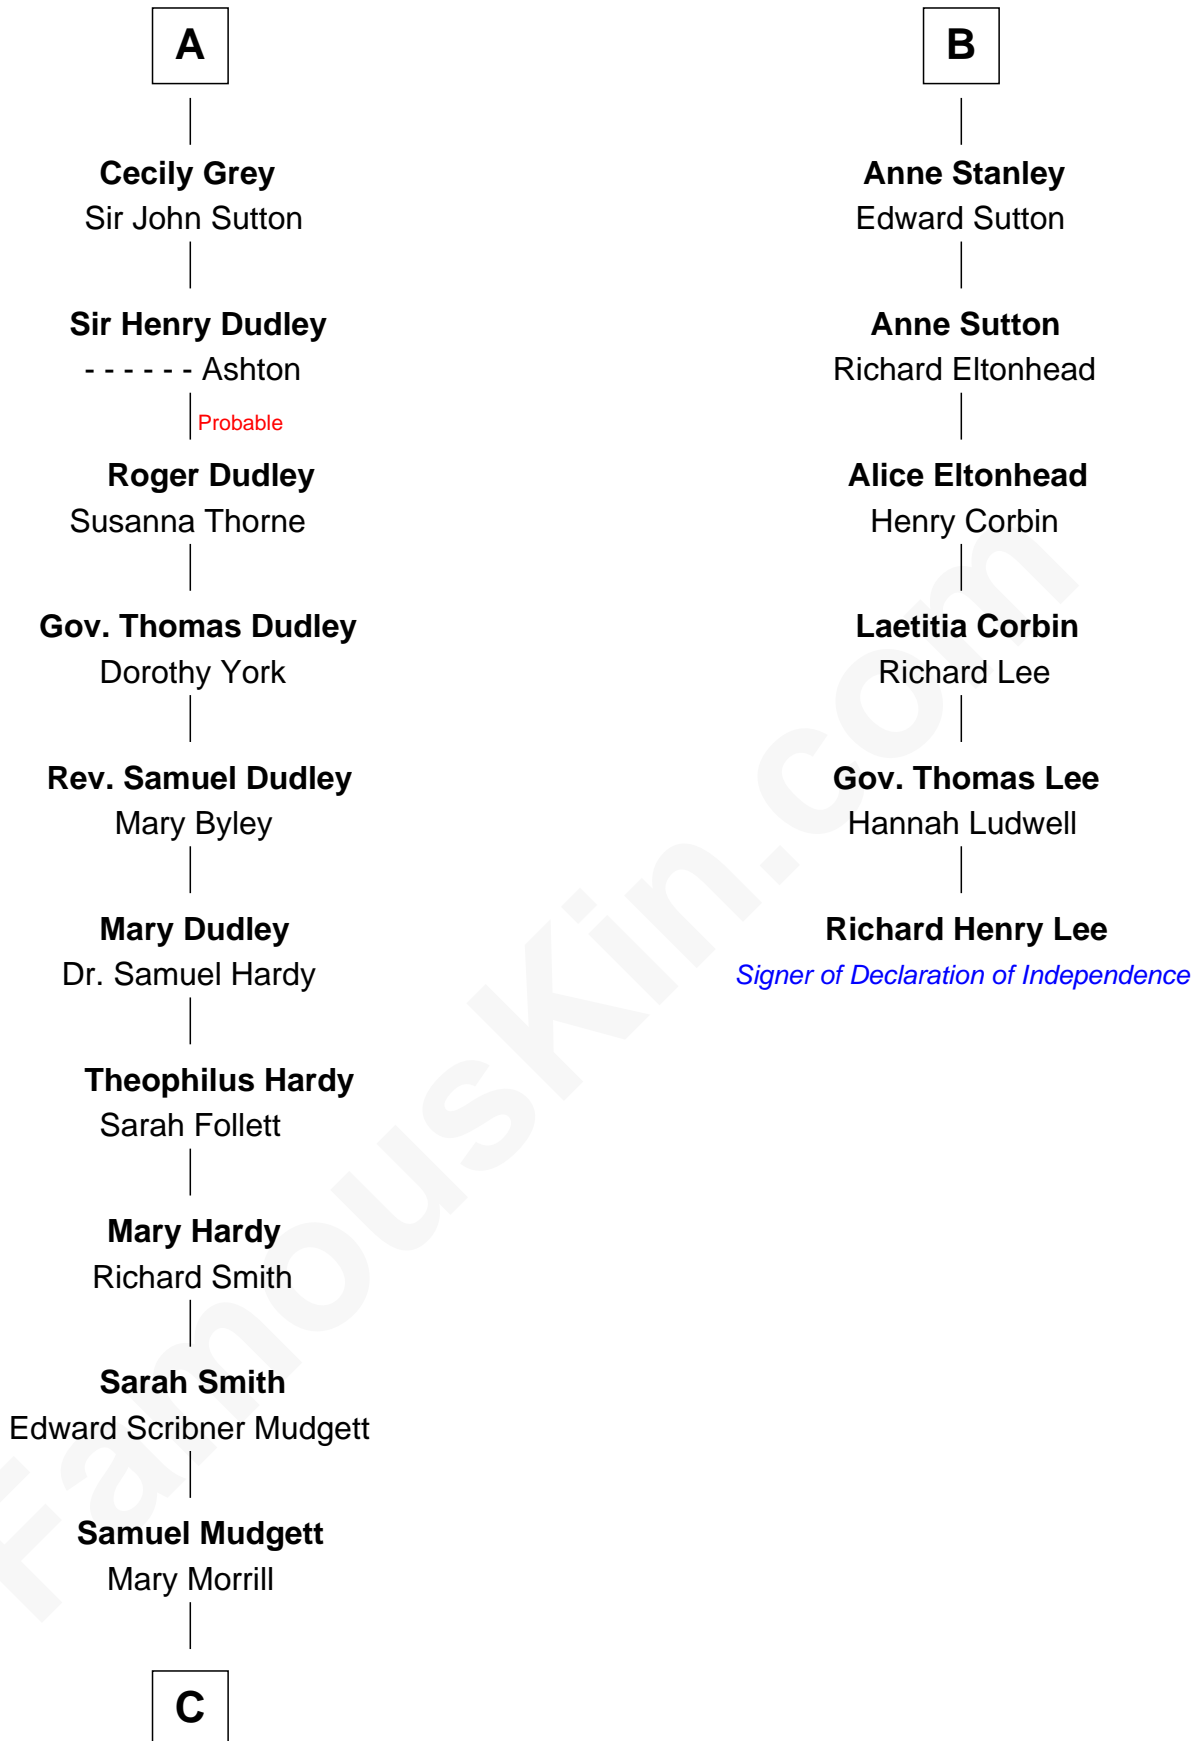 A
Cecily Grey
Sir John Sutton
Sir Henry Dudley
- - - - - - Ashton
Probable
Roger Dudley
Susanna Thorne
Gov. Thomas Dudley
Dorothy York
Rev. Samuel Dudley
Mary Byley
Mary Dudley
Dr. Samuel Hardy
Theophilus Hardy
Sarah Follett
Mary Hardy
Richard Smith
Sarah Smith
Edward Scribner Mudgett
Samuel Mudgett
Mary Morrill
C
B
Anne Stanley
Edward Sutton
Anne Sutton
Richard Eltonhead
Alice Eltonhead
Henry Corbin
Laetitia Corbin
Richard Lee
Gov. Thomas Lee
Hannah Ludwell
Richard Henry Lee
Signer of Declaration of Independence
FamousKin.com